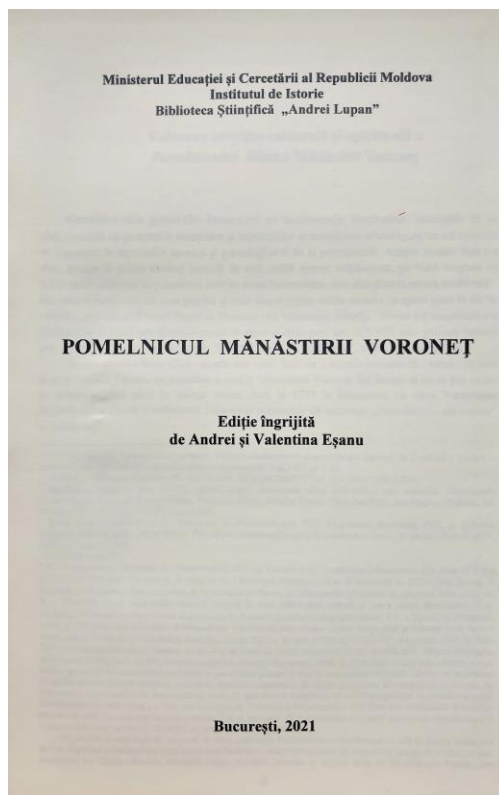 Ministerul Educației și Cercetării al Republicii Moldova
Institutul de Istorie
Biblioteca Științifică „Andrei Lupan”
POMELNICUL MĂNĂSTIRII VORONEŢ
Ediție îngrijită
de Andrei și Valentina Eșanu
București, 2021